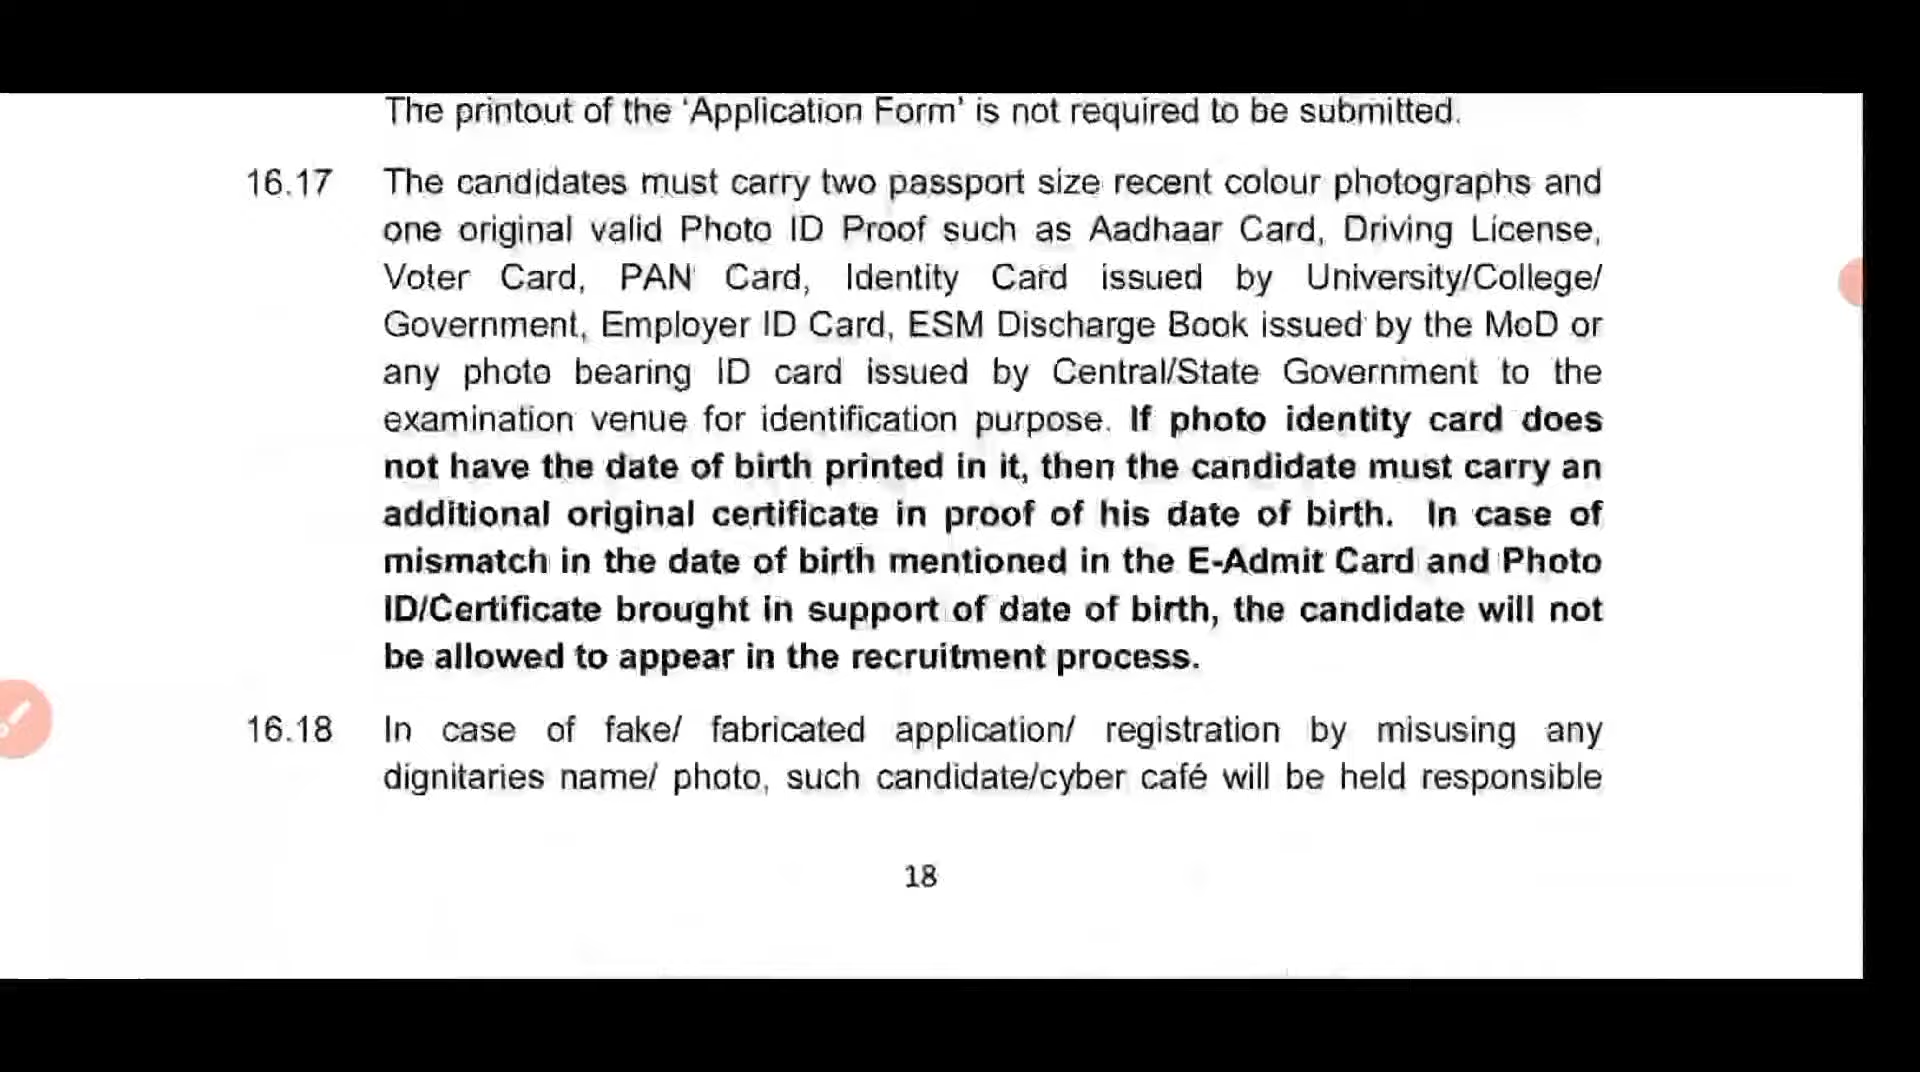 The printout of the 'Application Form' is not required to be submitted.
16.17 The candidates must carry two passport size recent colour photographs and
one original valid Photo ID Proof such as Aadhaar Card, Driving License,
Voter Card, PAN Card, Identity Card issued by University/College/
Government, Employer ID Card, ESM Discharge Book issued by the MoD or
any photo bearing ID card issued by Central/State Government to the
examination venue for identification purpose. If photo identity card does
not have the date of birth printed in it, then the candidate must carry an
additional original certificate in proof of his date of birth. In case of
mismatch in the date of birth mentioned in the E-Admit Card and Photo
ID/Certificate brought in support of date of birth, the candidate will not
be allowed to appear in the recruitment process.
16.18 In case of fake/ fabricated application/ registration by misusing any
dignitaries name/ photo, such candidate/cyber café will be held responsible
18